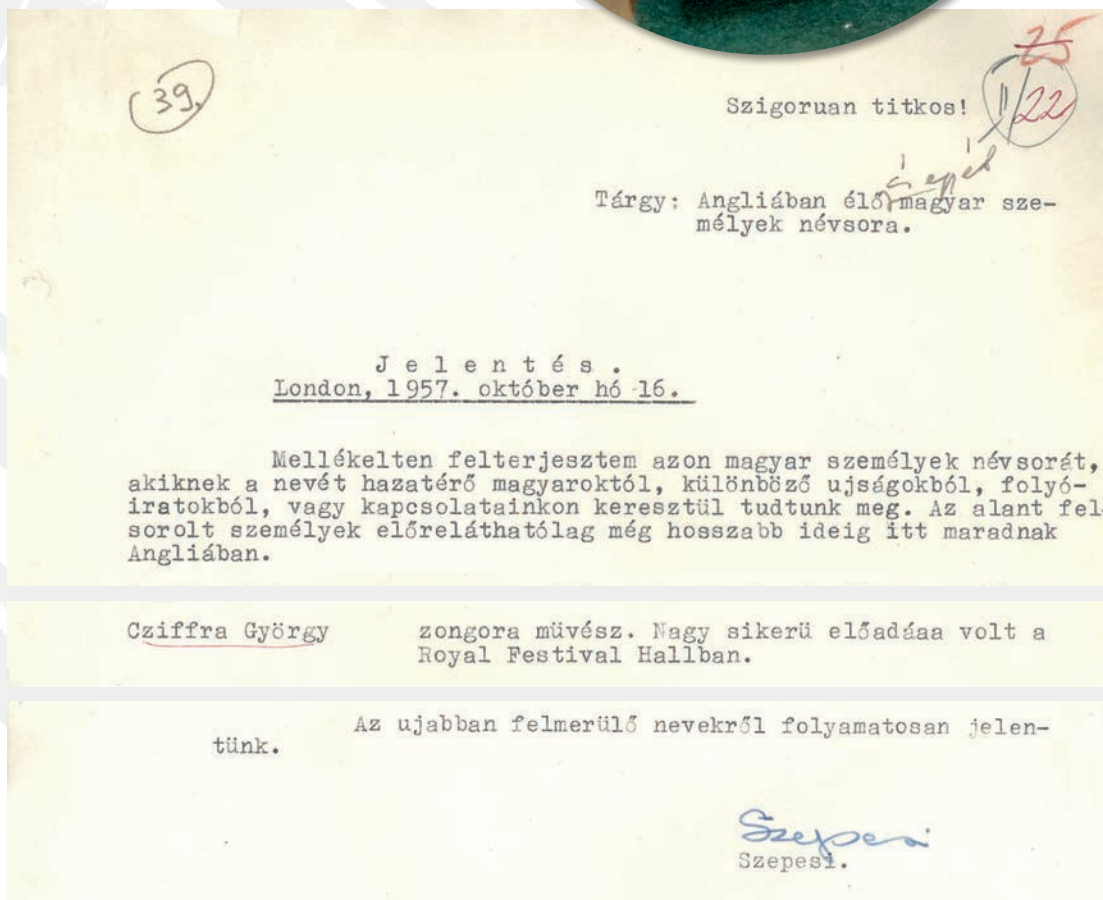 25
39.
Szigoruan titkos! II/22
Tárgy: Angliában élő magyar sze-
mélyek névsora.
J e l e n t é s .
London, 1957. október hó 16.
Mellékelten felterjesztem azon magyar személyek névsorát,
akiknek a nevét hazatérő magyaroktól, különböző ujságokból, folyó-
iratokból, vagy kapcsolatainkon keresztül tudtunk meg. Az alant fel
sorolt személyek előreláthatólag még hosszabb ideig itt maradnak
Angliában.
Cziffra György zongora müvész. Nagy sikerü előadáaa volt a
Royal Festival Hallban.
Az ujabban felmerülő nevekről folyamatosan jelen-
tünk.
Szepesi
Szepesi.